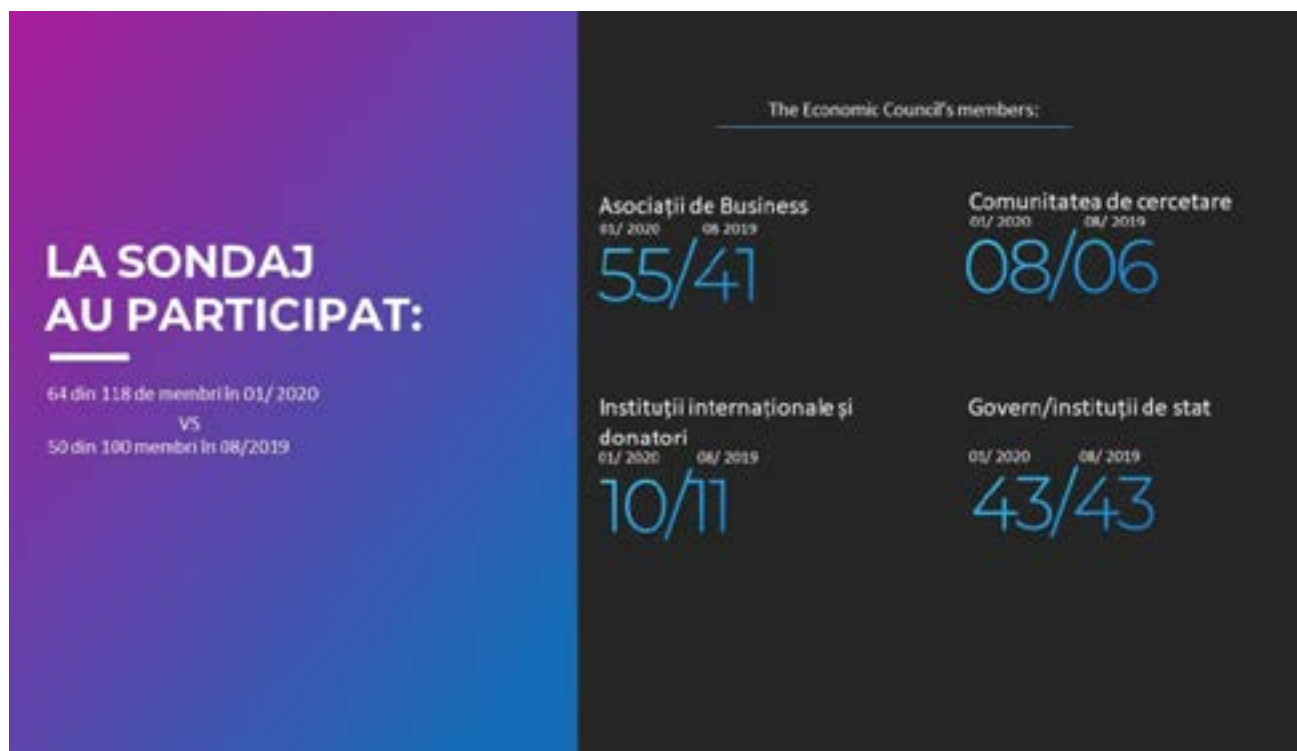 LA SONDAJ
AU PARTICIPAT:
64 din 118 de membri în 01/ 2020
VS
50 din 100 membri în 08/2019
The Economic Council's members:
Asociații de Business
01/ 2020 08 2019
55/41
Comunitatea de cercetare
01/ 2020 08/ 2019
08/06
Instituții internaționale și
donatori
01/ 2020 08/ 2019
10/11
Govern/instituții de stat
01/ 2020 08/ 2019
43/43